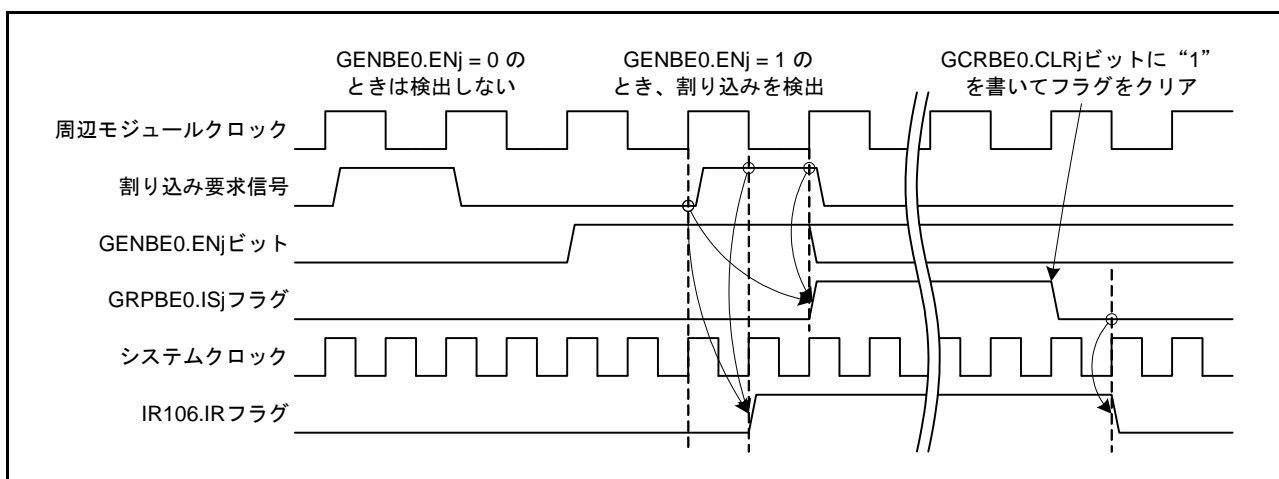 GENBE0.ENj = 0 の
ときは検出しない
GENBE0.ENj = 1 の
とき、割り込みを検出
GCRBE0.CLRjビットに“1”
を書いてフラグをクリア
周辺モジュールクロック
割り込み要求信号
GENBE0.ENjビット
GRPBE0.ISjフラグ
システムクロック
IR106.IRフラグ